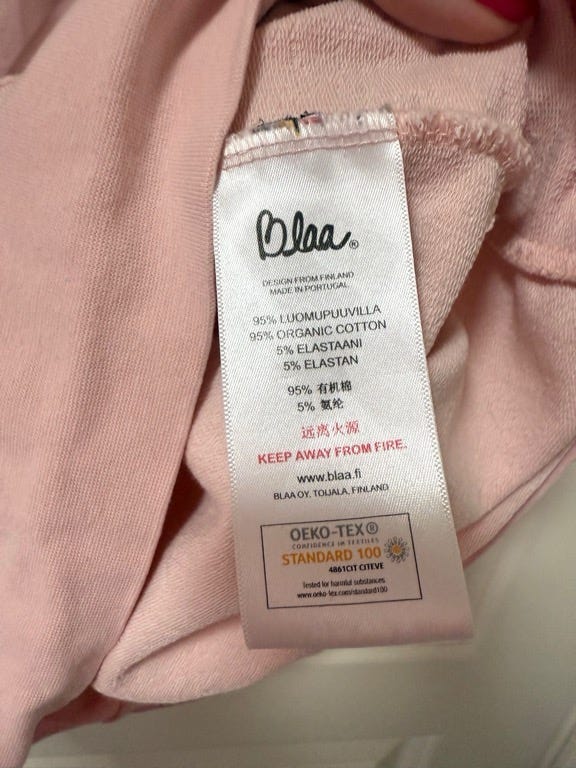 Blaa®
DESIGN FROM FINLAND
MADE IN PORTUGAL
95% LUOMUPUUVILLA
95% ORGANIC COTTON
5% ELASTAANI
5% ELASTAN
95% 有机棉
5% 氨纶
远离火源
KEEP AWAY FROM FIRE.
www.blaa.fi
BLAA OY, TOIJALA, FINLAND
OEKO-TEX®
CONFIDENCE IN TEXTILES
STANDARD 100
4861CIT CITEVE
Tested for harmful substances
www.oeko-tex.com/standard100